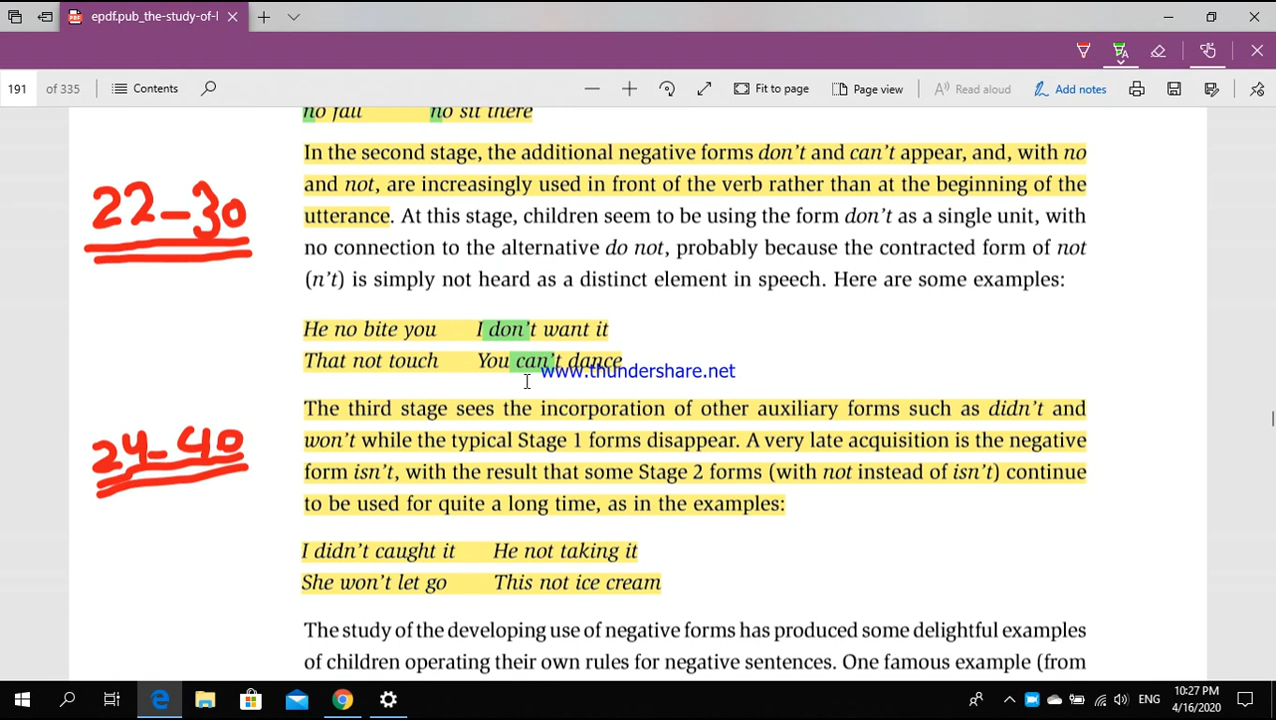 epdf.pub_the-study-of-l
191 of 335 Contents Fit to page Page view Read aloud Add notes
no fall no sit there
In the second stage, the additional negative forms don't and can't appear, and, with no
and not, are increasingly used in front of the verb rather than at the beginning of the
utterance. At this stage, children seem to be using the form don't as a single unit, with
no connection to the alternative do not, probably because the contracted form of not
(n't) is simply not heard as a distinct element in speech. Here are some examples:
22-30
He no bite you I don't want it
That not touch You can't dance
www.thundershare.net
The third stage sees the incorporation of other auxiliary forms such as didn't and
won't while the typical Stage 1 forms disappear. A very late acquisition is the negative
form isn't, with the result that some Stage 2 forms (with not instead of isn't) continue
to be used for quite a long time, as in the examples:
24-40
I didn't caught it He not taking it
She won't let go This not ice cream
The study of the developing use of negative forms has produced some delightful examples
of children operating their own rules for negative sentences. One famous example (from
ENG 10:27 PM
4/16/2020